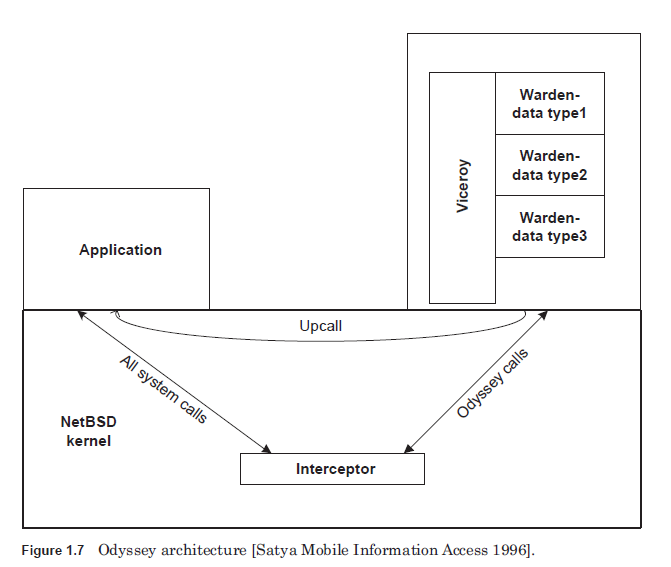 Warden-
data type1
Viceroy
Warden-
data type2
Warden-
data type3
Application
Upcall
All system calls
Odyssey calls
NetBSD
kernel
Interceptor
Figure 1.7 Odyssey architecture [Satya Mobile Information Access 1996].